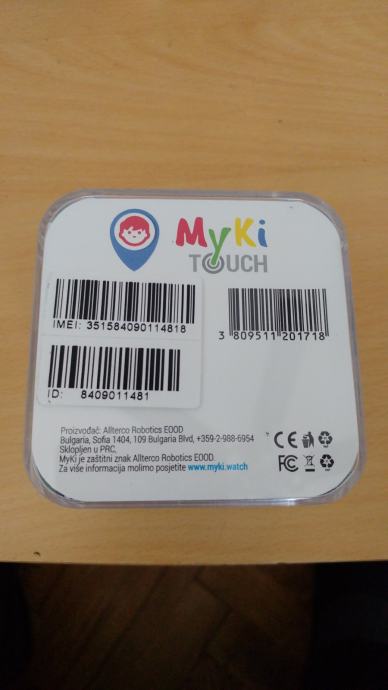 MyKi
TOUCH
IMEI: 351584090114818
3 809511 201718
ID: 8409011481
Proizvođač: Allterco Robotics EOOD
Bulgaria, Sofia 1404, 109 Bulgaria Blvd, +359-2-988-6954
Sklopljen u PRC,
MyKi je zaštitni znak Allterco Robotics EOOD.
Za više informacija molimo posjetite www.myki.watch
CE
FC